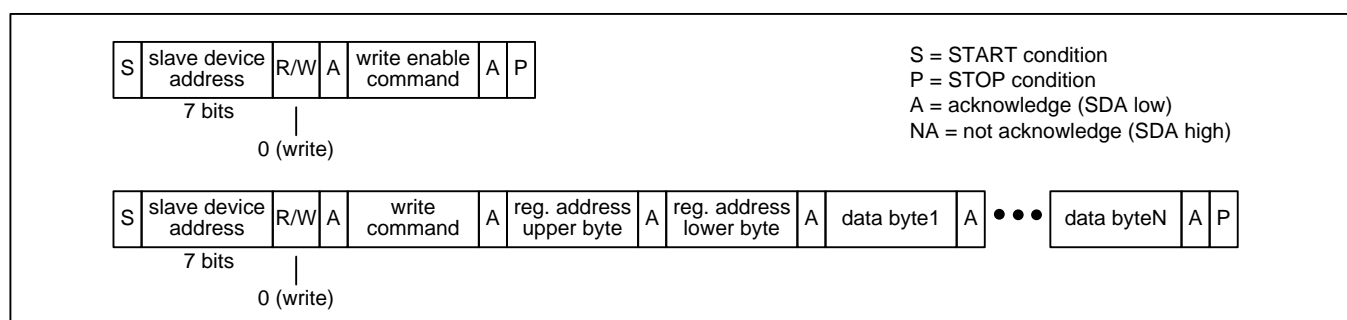 S slave device address R/W A write enable command A P
7 bits
0 (write)
S = START condition
P = STOP condition
A = acknowledge (SDA low)
NA = not acknowledge (SDA high)
S slave device address R/W A write command A reg. address upper byte A reg. address lower byte A data byte1 A ●●● data byteN A P
7 bits
0 (write)